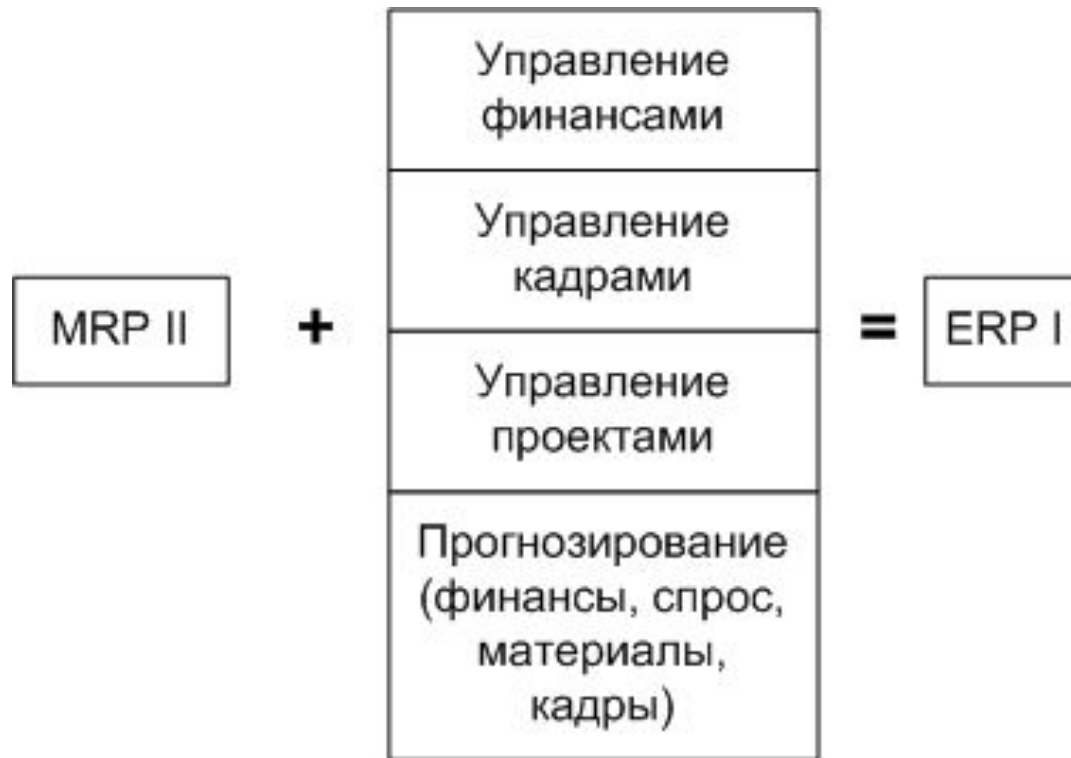 Управление
финансами
Управление
кадрами
MRP II
+
=
ERP I
Управление
проектами
Прогнозирование
(финансы, спрос,
материалы,
кадры)